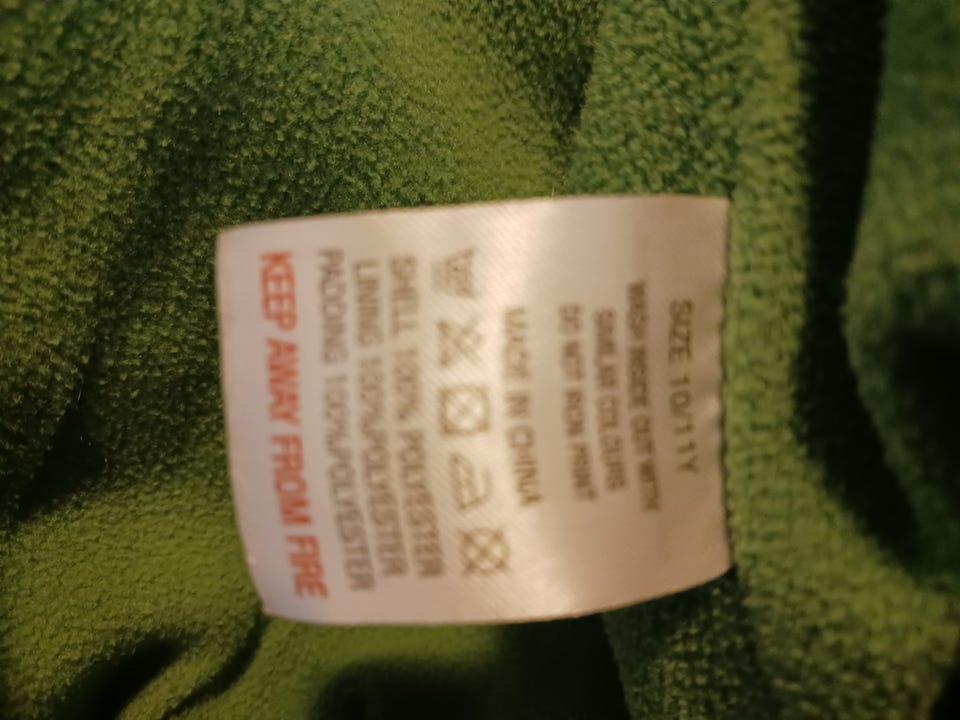 SIZE 10/11Y
WASH INSIDE OUT WITH
SIMILAR COLOURS
DO NOT IRON PRINT
MADE IN CHINA
SHELL 100% POLYESTER
LINING 100%POLYESTER
PADDING 100%POLYESTER
KEEP AWAY FROM FIRE